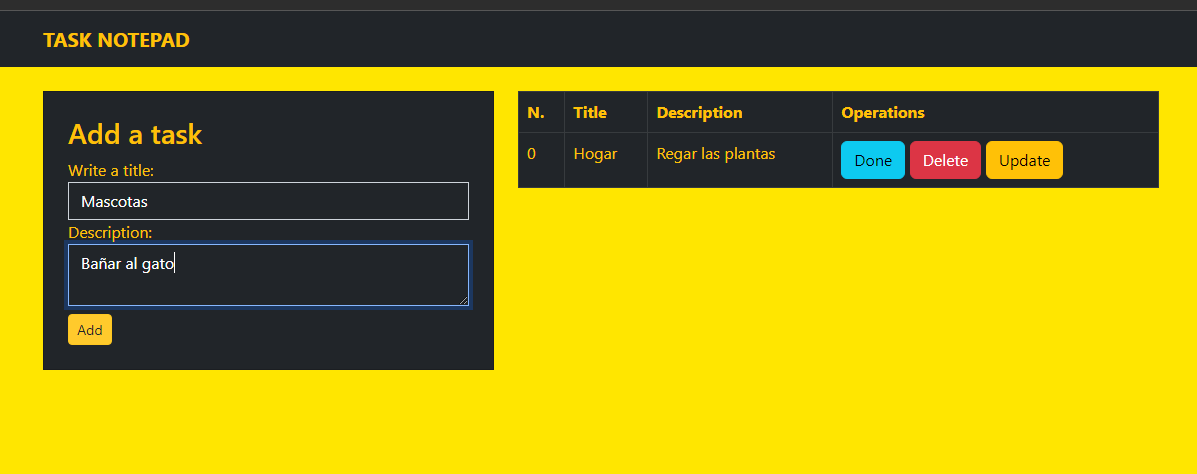 TASK NOTEPAD
Add a task
Write a title:
Mascotas
Description:
Bañar al gato
Add
N. Title Description Operations
0 Hogar Regar las plantas Done Delete Update